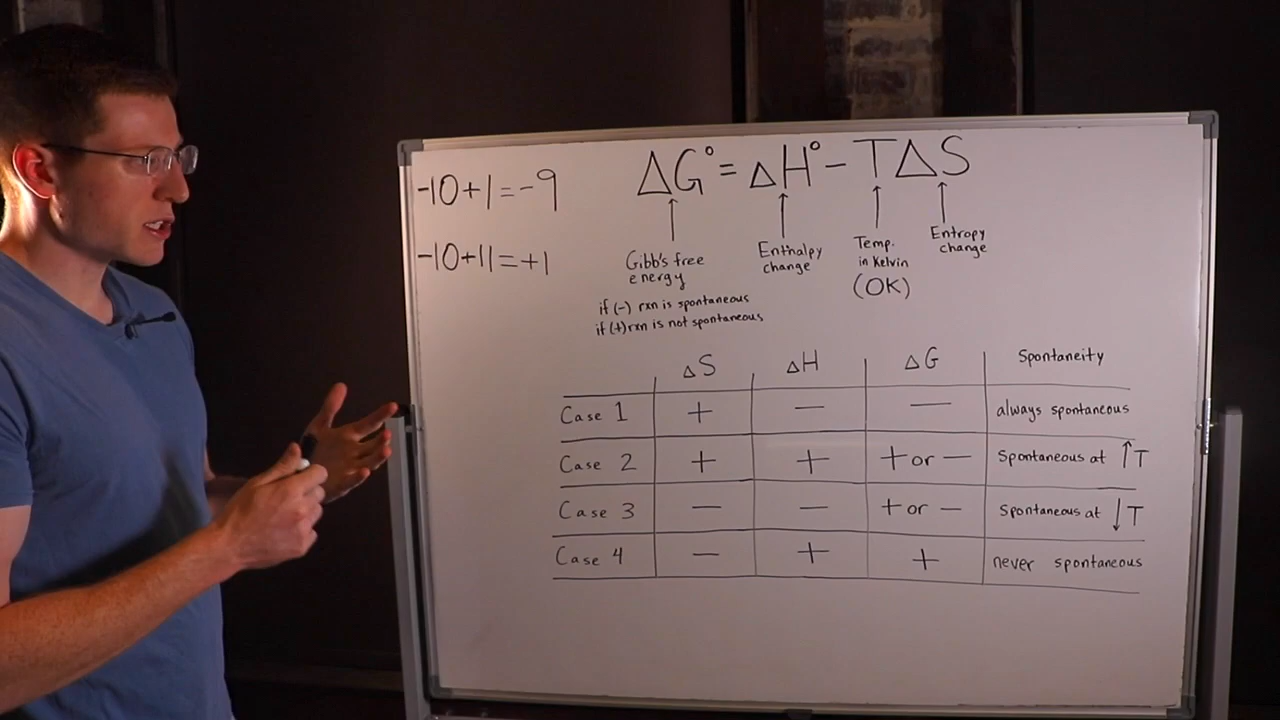 -10+1=-9
-10+11=+1
ΔG°=ΔH°-TΔS
Gibb's free
energy
if (-) rxn is spontaneous
if (+) rxn is not spontaneous
Enthalpy
change
Temp.
in Kelvin
(OK)
Entropy
change
ΔS ΔH ΔG Spontaneity
Case 1 + - - always spontaneous
Case 2 + + + or - Spontaneous at ↑T
Case 3 - - + or - Spontaneous at ↓T
Case 4 - + + never spontaneous